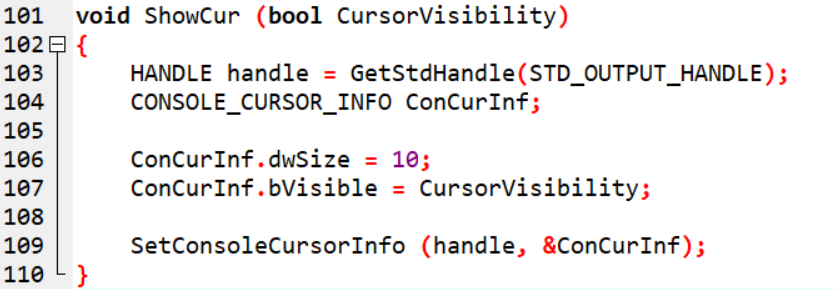 101 void ShowCur (bool CursorVisibility)
102 {
103 HANDLE handle = GetStdHandle(STD_OUTPUT_HANDLE);
104 CONSOLE_CURSOR_INFO ConCurInf;
105
106 ConCurInf.dwSize = 10;
107 ConCurInf.bVisible = CursorVisibility;
108
109 SetConsoleCursorInfo (handle, &ConCurInf);
110 }